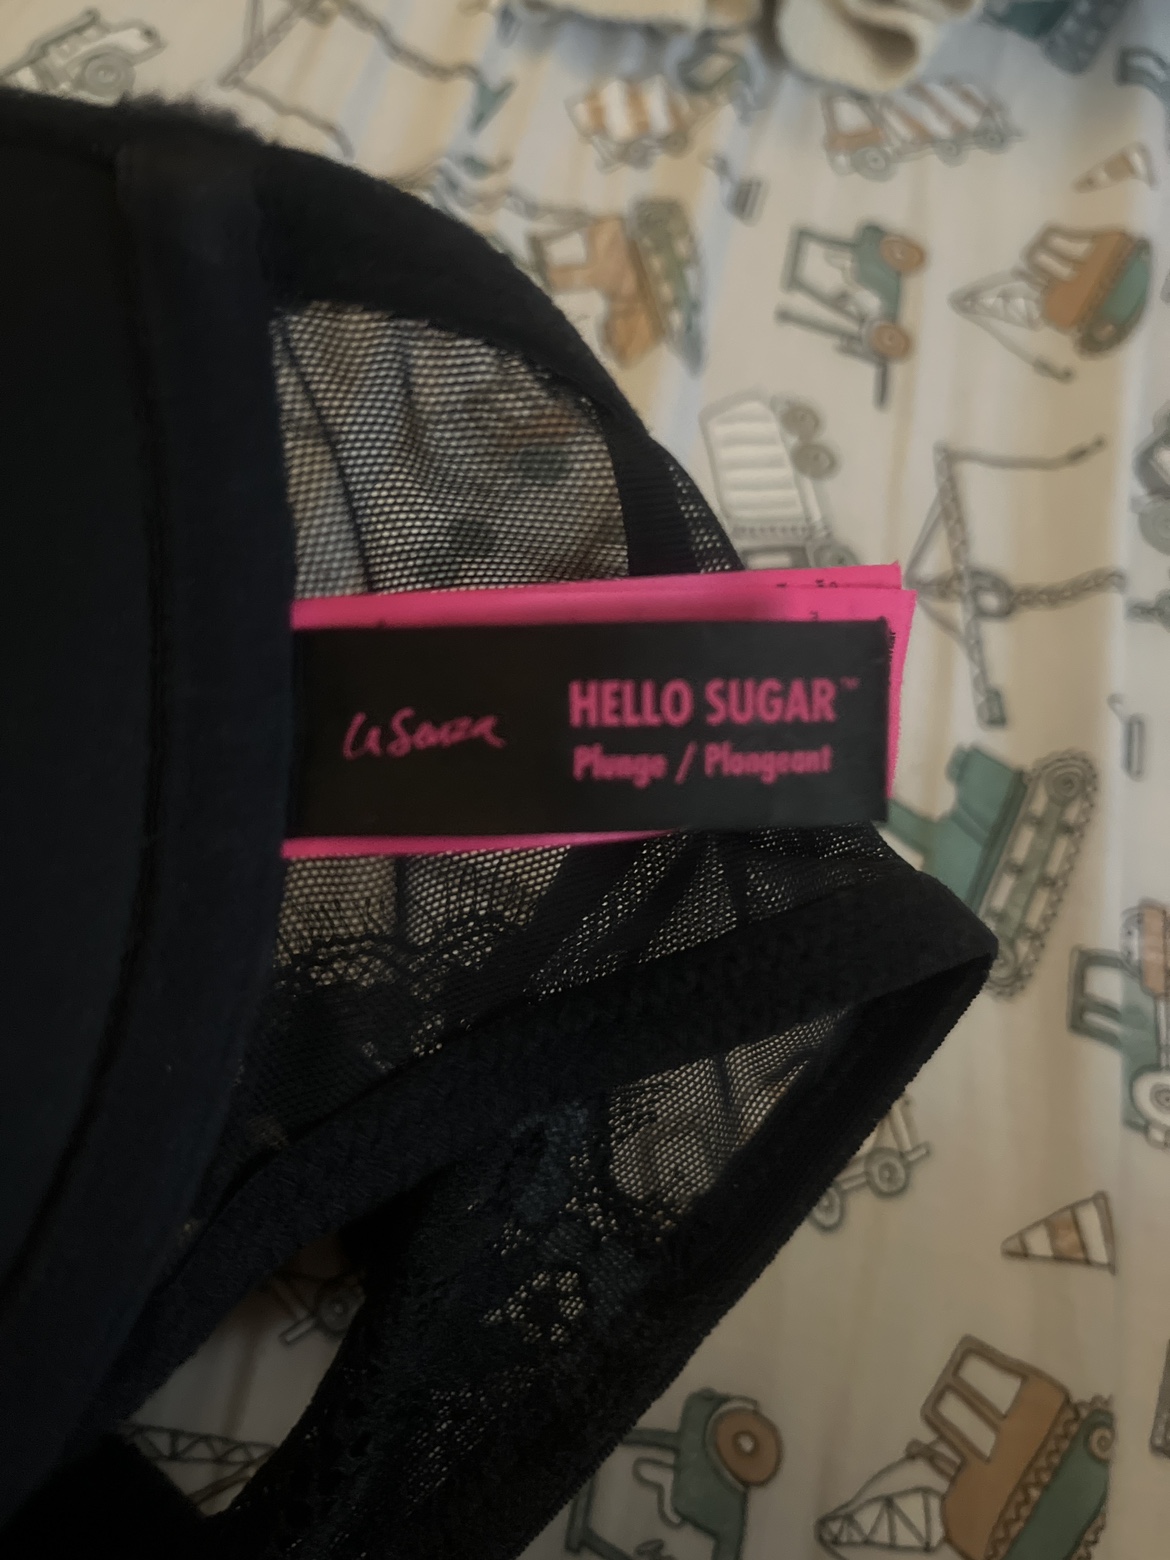 La Senza
HELLO SUGAR™
Plunge / Plongeant